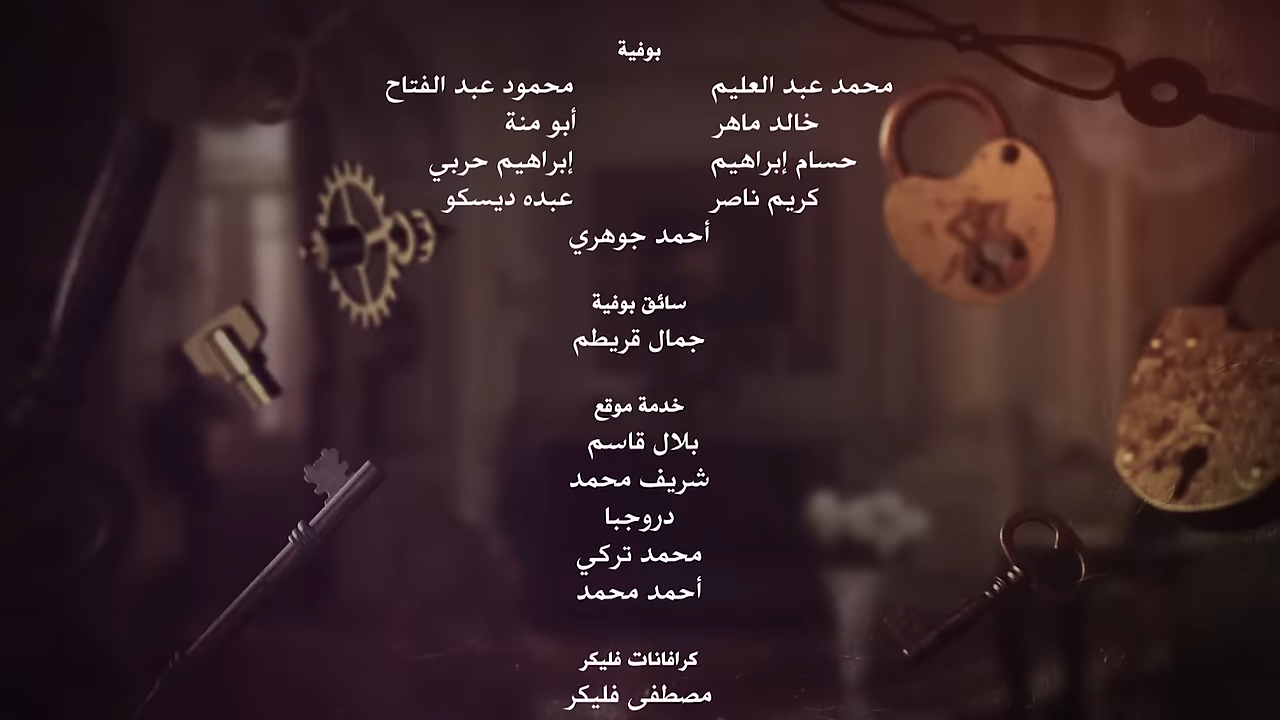 بوفية
محمد عبد العليم محمود عبد الفتاح
خالد ماهر أبو منة
حسام إبراهيم إبراهيم حربي
كريم ناصر عبده ديسكو
أحمد جوهري
سائق بوفية
جمال قريطم
خدمة موقع
بلال قاسم
شريف محمد
دروجبا
محمد تركي
أحمد محمد
كرافانات فليكر
مصطفى فليكر